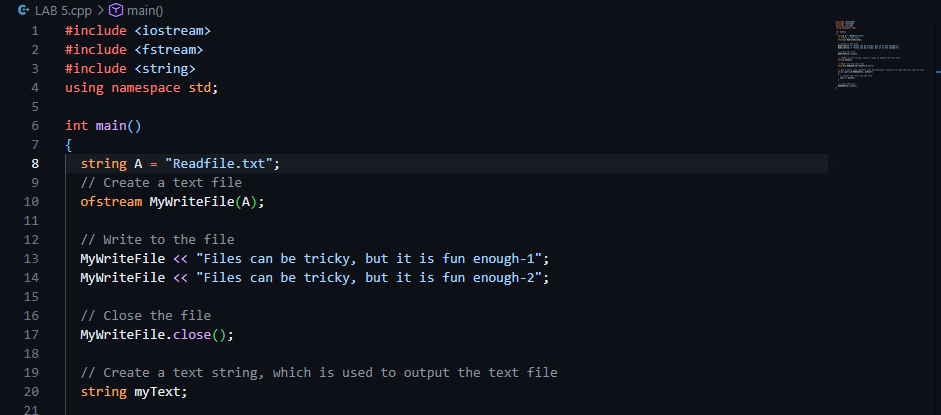 LAB 5.cpp > main()
1 #include <iostream>
2 #include <fstream>
3 #include <string>
4 using namespace std;
5
6 int main()
7 {
8 string A = "Readfile.txt";
9 // Create a text file
10 ofstream MyWriteFile(A);
11
12 // Write to the file
13 MyWriteFile << "Files can be tricky, but it is fun enough-1";
14 MyWriteFile << "Files can be tricky, but it is fun enough-2";
15
16 // Close the file
17 MyWriteFile.close();
18
19 // Create a text string, which is used to output the text file
20 string myText;
21